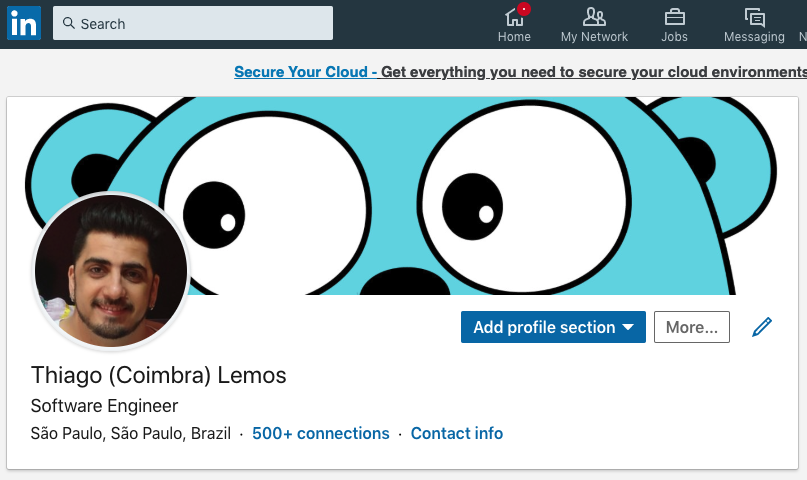 in
Search
Home
My Network
Jobs
Messaging
N
Secure Your Cloud - Get everything you need to secure your cloud environments
Add profile section
More...
Thiago (Coimbra) Lemos
Software Engineer
São Paulo, São Paulo, Brazil · 500+ connections · Contact info